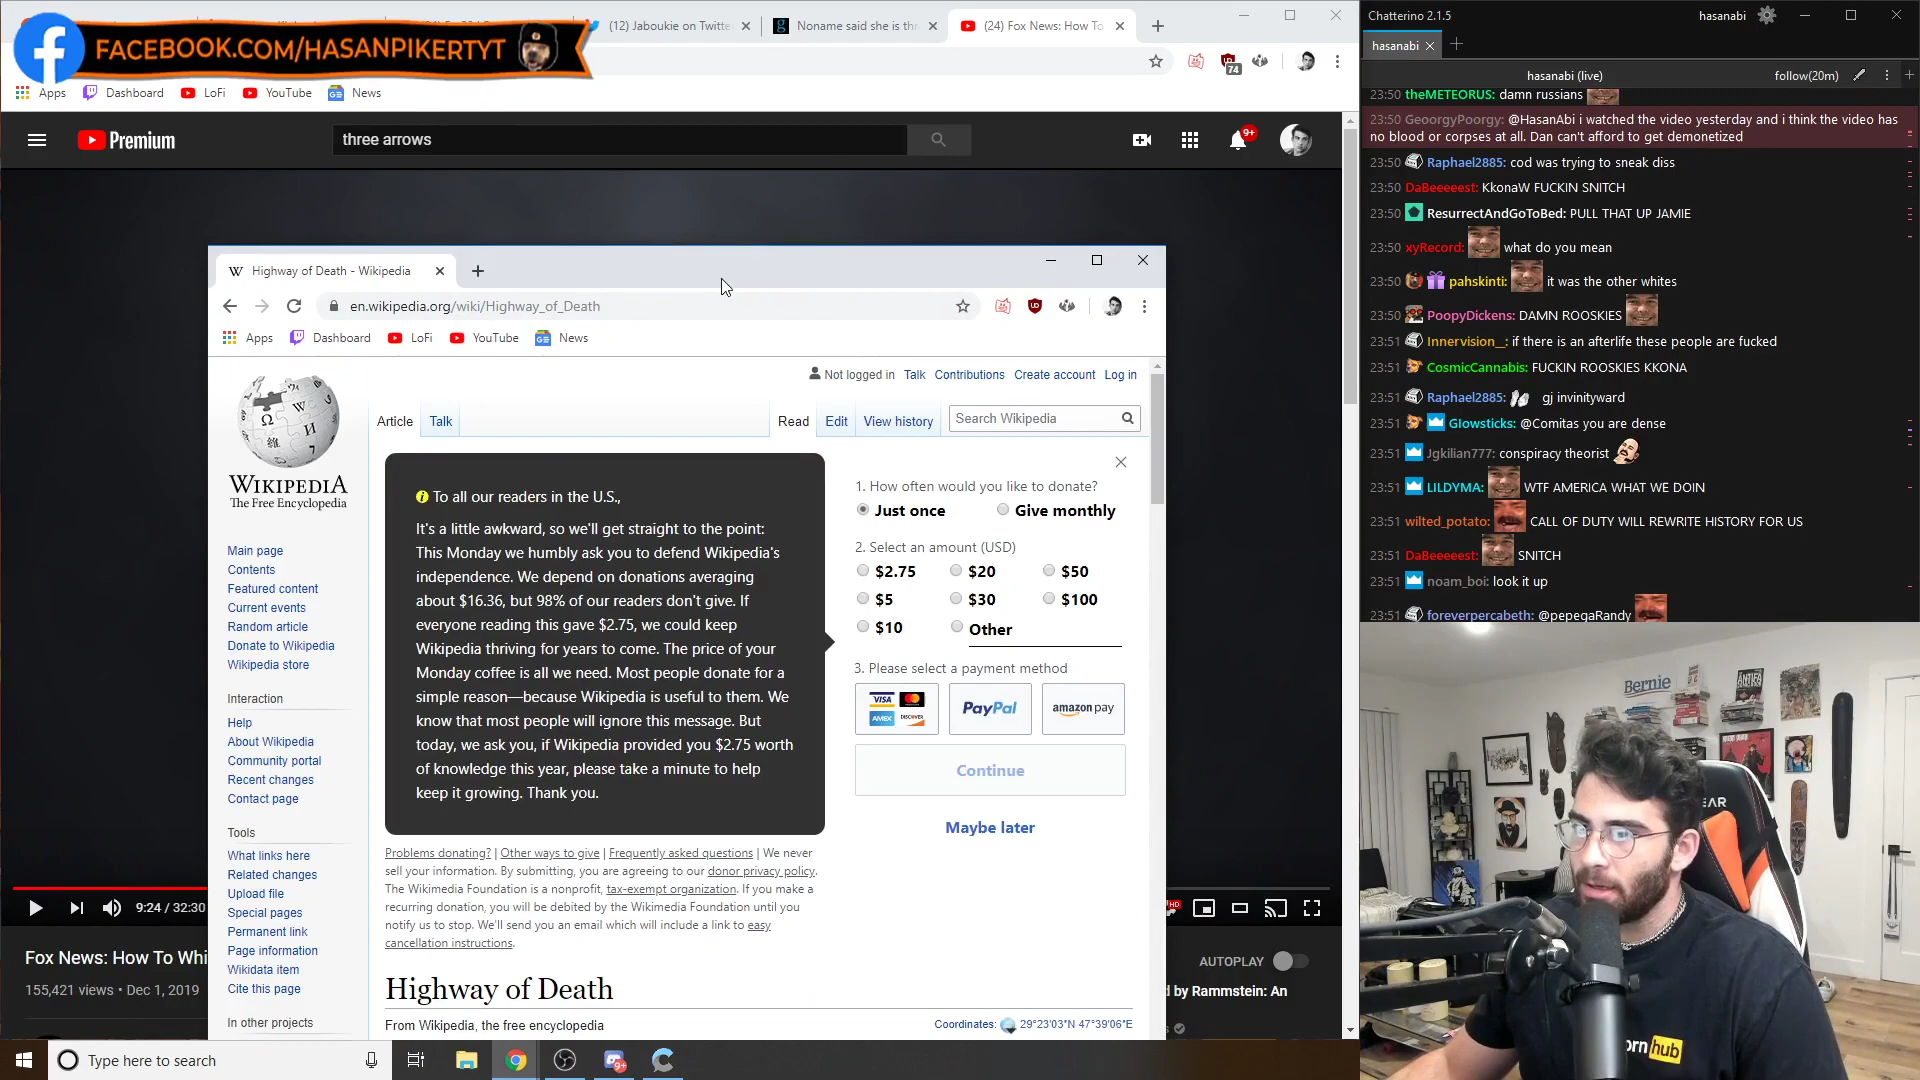 FACEBOOK.COM/HASANPIKERTYT
(12) Jaboukie on Twitte
Noname said she is thr
(24) Fox News: How To
74
Apps
Dashboard
LoFi
YouTube
News
Premium
three arrows
9+
Highway of Death - Wikipedia
en.wikipedia.org/wiki/Highway_of_Death
Apps
Dashboard
LoFi
YouTube
News
Not logged in
Talk
Contributions
Create account
Log in
Article
Talk
Read
Edit
View history
Search Wikipedia
WIKIPEDIA
The Free Encyclopedia
Main page
Contents
Featured content
Current events
Random article
Donate to Wikipedia
Wikipedia store
Interaction
Help
About Wikipedia
Community portal
Recent changes
Contact page
Tools
What links here
Related changes
Upload file
Special pages
Permanent link
Page information
Wikidata item
Cite this page
In other projects
To all our readers in the U.S.,
It's a little awkward, so we'll get straight to the point:
This Monday we humbly ask you to defend Wikipedia's
independence. We depend on donations averaging
about $16.36, but 98% of our readers don't give. If
everyone reading this gave $2.75, we could keep
Wikipedia thriving for years to come. The price of your
Monday coffee is all we need. Most people donate for a
simple reason—because Wikipedia is useful to them. We
know that most people will ignore this message. But
today, we ask you, if Wikipedia provided you $2.75 worth
of knowledge this year, please take a minute to help
keep it growing. Thank you.
1. How often would you like to donate?
Just once
Give monthly
2. Select an amount (USD)
$2.75
$20
$50
$5
$30
$100
$10
Other
3. Please select a payment method
VISA
AMEX
DISCOVER
PayPal
amazon pay
Continue
Maybe later
Problems donating? | Other ways to give | Frequently asked questions | We never
sell your information. By submitting, you are agreeing to our donor privacy policy.
The Wikimedia Foundation is a nonprofit, tax-exempt organization. If you make a
recurring donation, you will be debited by the Wikimedia Foundation until you
notify us to stop. We'll send you an email which will include a link to easy
cancellation instructions.
Highway of Death
From Wikipedia, the free encyclopedia
Coordinates: 29°23′03″N 47°39′06″E
9:24 / 32:30
HD
Fox News: How To Whi
155,421 views • Dec 1, 2019
AUTOPLAY
d by Rammstein: An
Type here to search
9+
Chatterino 2.1.5
hasanabi
hasanabi
hasanabi (live)
follow(20m)
23:50 theMETEORUS: damn russians
23:50 GeoorgyPoorgy: @HasanAbi i watched the video yesterday and i think the video has
no blood or corpses at all. Dan can't afford to get demonetized
23:50 Raphael2885: cod was trying to sneak diss
23:50 DaBeeeeest: KkonaW FUCKIN SNITCH
23:50 ResurrectAndGoToBed: PULL THAT UP JAMIE
23:50 xyRecord: what do you mean
23:50 pahskinti: it was the other whites
23:50 PoopyDickens: DAMN ROOSKIES
23:51 Innervision__: if there is an afterlife these people are fucked
23:51 CosmicCannabis: FUCKIN ROOSKIES KKONA
23:51 Raphael2885: gj invinityward
23:51 Glowsticks: @Comitas you are dense
23:51 Jgkilian777: conspiracy theorist
23:51 LILDYMA: WTF AMERICA WHAT WE DOIN
23:51 wilted_potato: CALL OF DUTY WILL REWRITE HISTORY FOR US
23:51 DaBeeeeest: SNITCH
23:51 noam_boi: look it up
23:51 foreverpercabeth: @pepegaRandy
Bernie
ANTIFA
EAR
rn hub